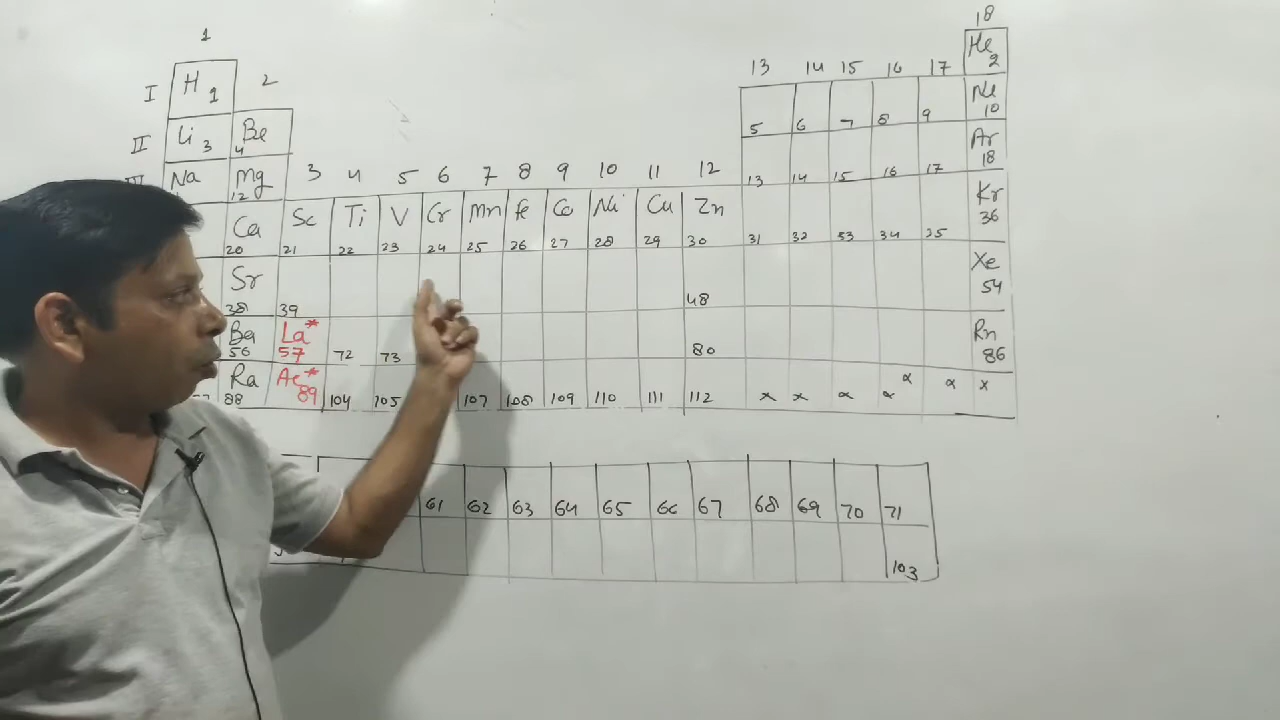 18
1
He 2
13 14 15 16 17
H 1
2
I
Ne 10
5 6 7 8 9
II
Li 3
Be 4
Ar 18
III
Na
Mg 12
3 4 5 6 7 8 9 10 11 12
13 14 15 16 17
Ca 20
Sc 21
Ti 22
V 23
Cr 24
Mn 25
Fe 26
Co 27
Ni 28
Cu 29
Zn 30
31 32 53 34 35
Kr 36
Sr 38
39
48
Xe 54
Ba 56
La* 57
72 73
80
Rn 86
Ra 88
Ac* 89
104 105 107 108 109 110 111 112
x x x x x x x
61 62 63 64 65 66 67 68 69 70 71
103